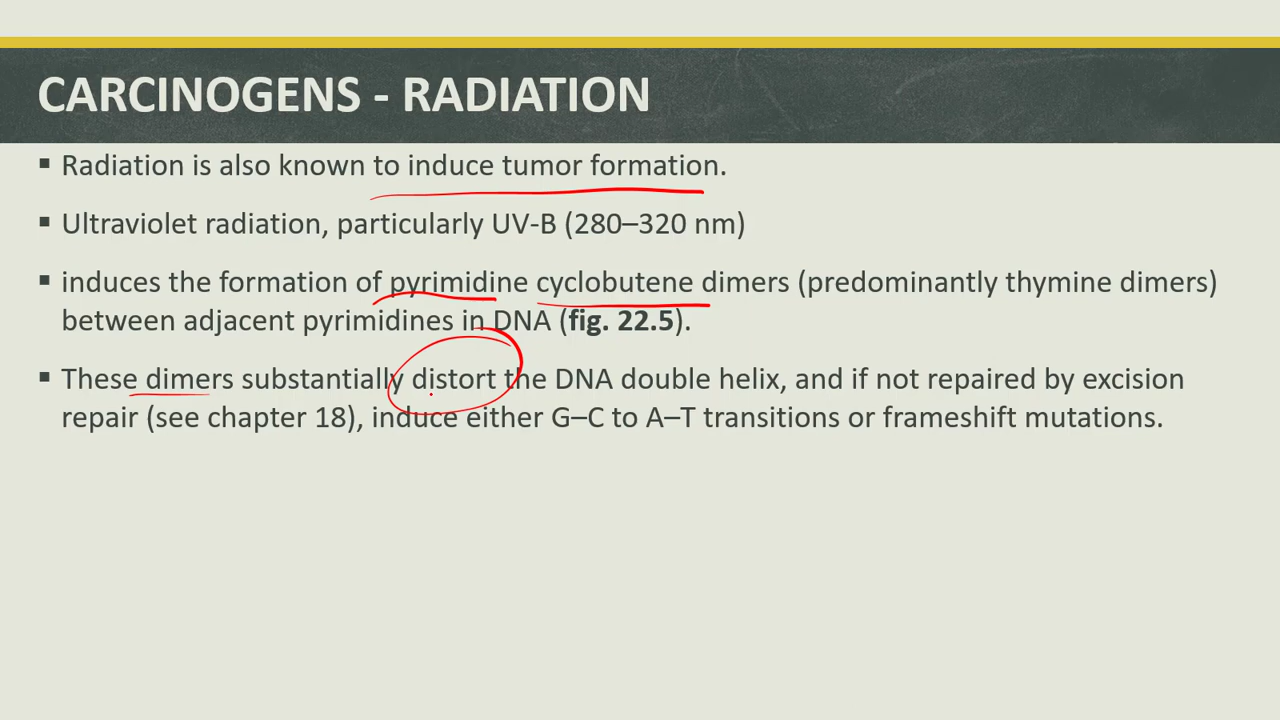 CARCINOGENS - RADIATION
▪ Radiation is also known to induce tumor formation.
▪ Ultraviolet radiation, particularly UV-B (280–320 nm)
▪ induces the formation of pyrimidine cyclobutene dimers (predominantly thymine dimers)
between adjacent pyrimidines in DNA (fig. 22.5).
▪ These dimers substantially distort the DNA double helix, and if not repaired by excision
repair (see chapter 18), induce either G–C to A–T transitions or frameshift mutations.